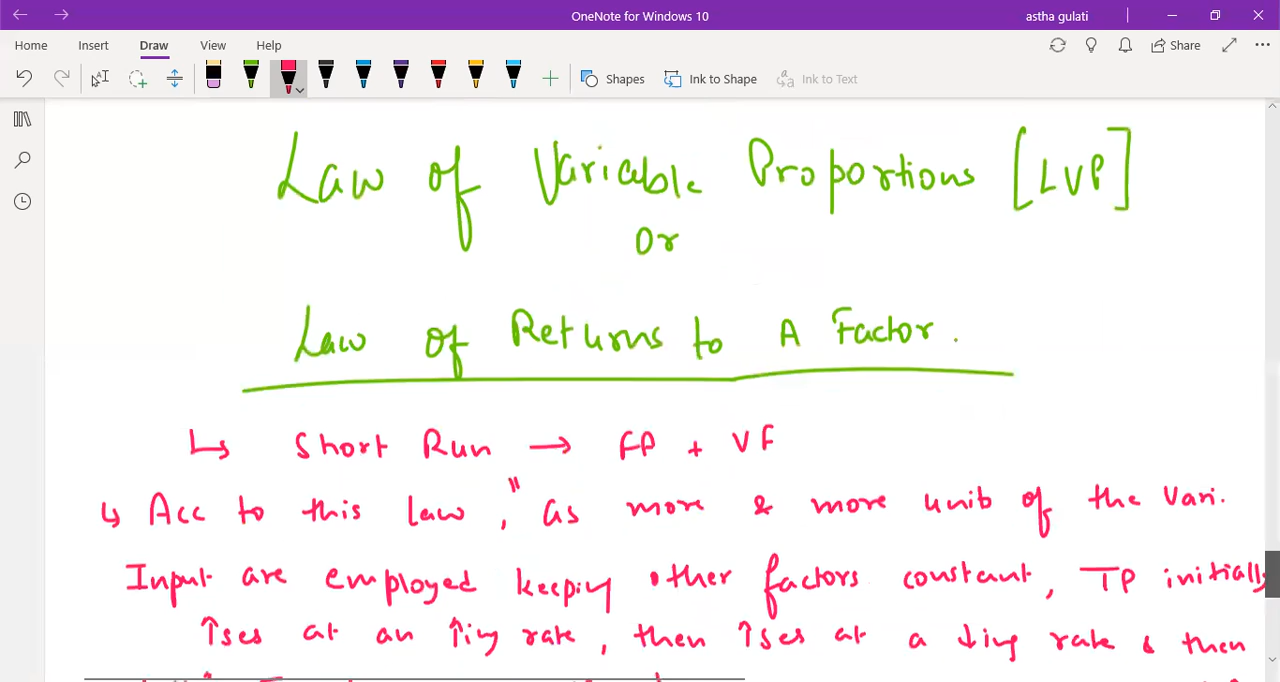 OneNote for Windows 10
astha gulati
Home Insert Draw View Help
Share
Shapes Ink to Shape Ink to Text
Law of Variable Proportions [LVP]
Or
Law of Returns to A Factor.
↳ Short Run → FP + VF
↳ Acc to this law, "as more & more units of the Vari.
Input are employed keeping other factors constant, TP initially
↑ses at an ↑ing rate, then ↑ses at a ↓ing rate & then